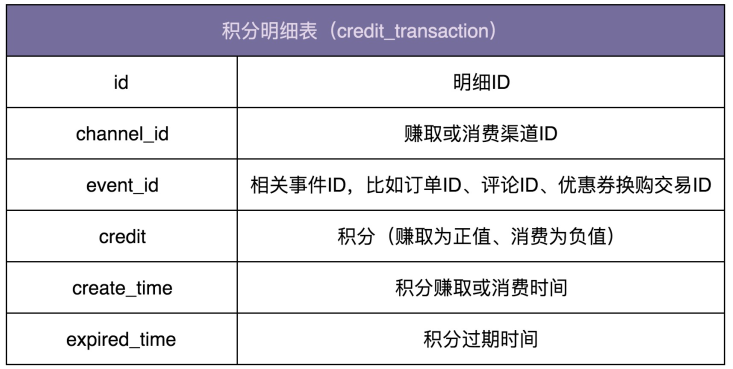 积分明细表（credit_transaction）
id
明细ID
channel_id
赚取或消费渠道ID
event_id
相关事件ID，比如订单ID、评论ID、优惠券换购交易ID
credit
积分（赚取为正值、消费为负值）
create_time
积分赚取或消费时间
expired_time
积分过期时间